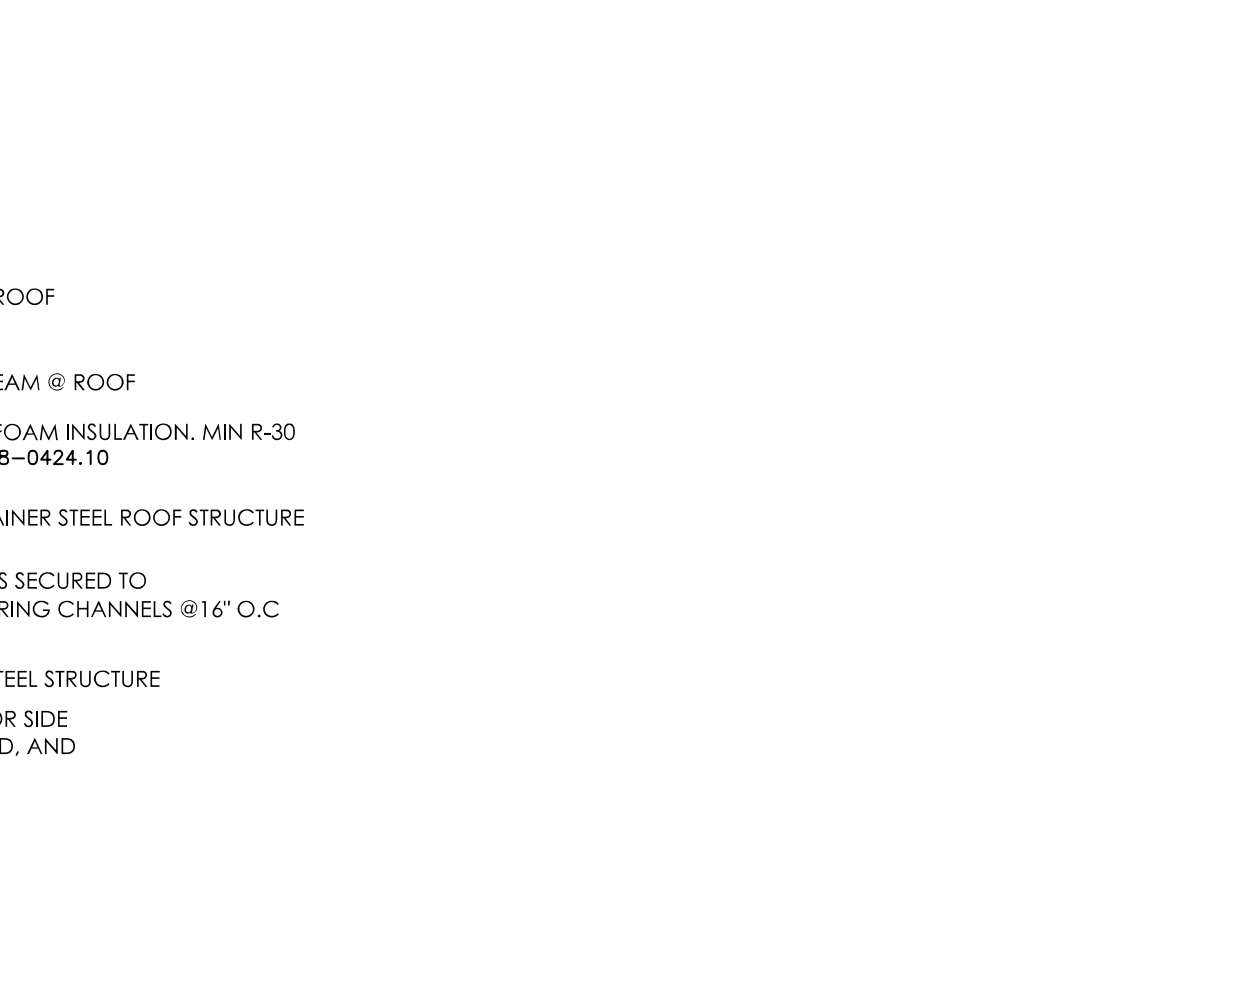 ROOF
EAM @ ROOF
FOAM INSULATION. MIN R-30
8-0424.10
AINER STEEL ROOF STRUCTURE
S SECURED TO
RING CHANNELS @16" O.C
TEEL STRUCTURE
OR SIDE
D, AND